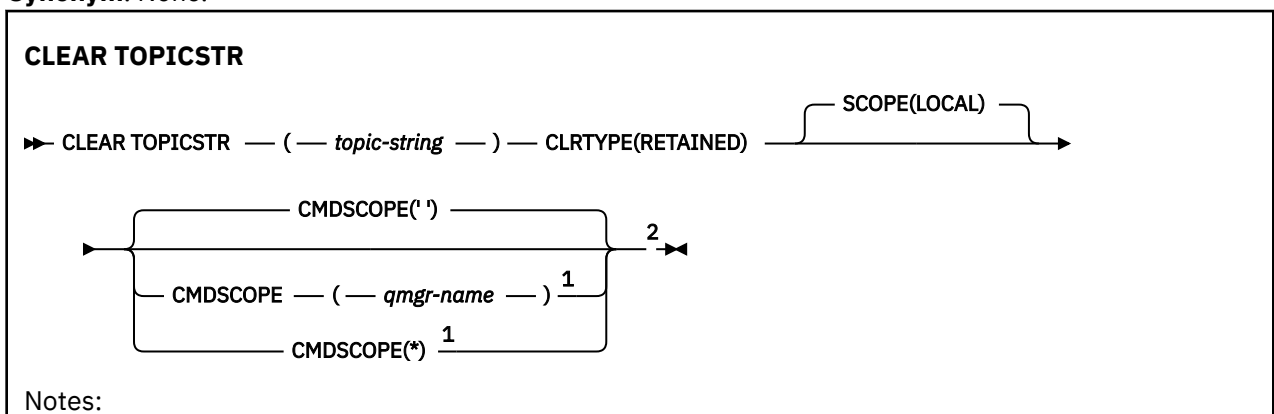 Synonym: None.
CLEAR TOPICSTR
SCOPE(LOCAL)
CLEAR TOPICSTR ( topic-string ) CLRTYPE(RETAINED)
CMDSCOPE(' ')
2
CMDSCOPE ( qmgr-name ) 1
CMDSCOPE(*) 1
Notes: